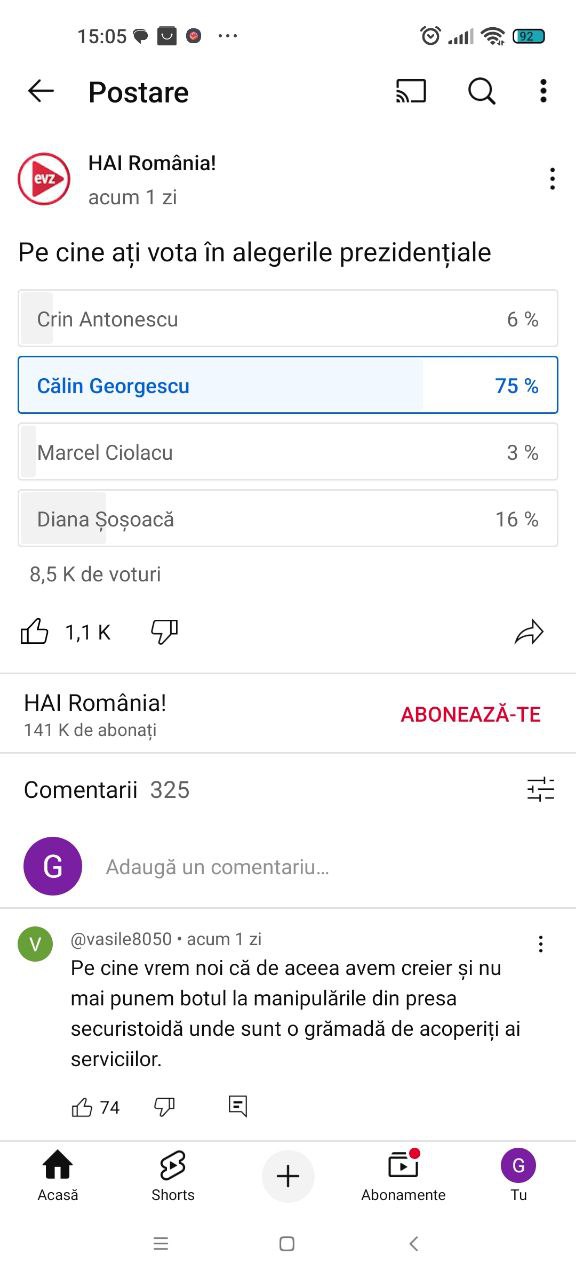 15:05
92
Postare
evz
HAI România!
acum 1 zi
Pe cine ați vota în alegerile prezidențiale
Crin Antonescu 6 %
Călin Georgescu 75 %
Marcel Ciolacu 3 %
Diana Șoșoacă 16 %
8,5 K de voturi
1,1 K
HAI România!
141 K de abonați
ABONEAZĂ-TE
Comentarii 325
G
Adaugă un comentariu...
V
@vasile8050 • acum 1 zi
Pe cine vrem noi că de aceea avem creier și nu
mai punem botul la manipulările din presa
securistoidă unde sunt o grămadă de acoperiți ai
serviciilor.
74
G
Acasă Shorts Abonamente Tu